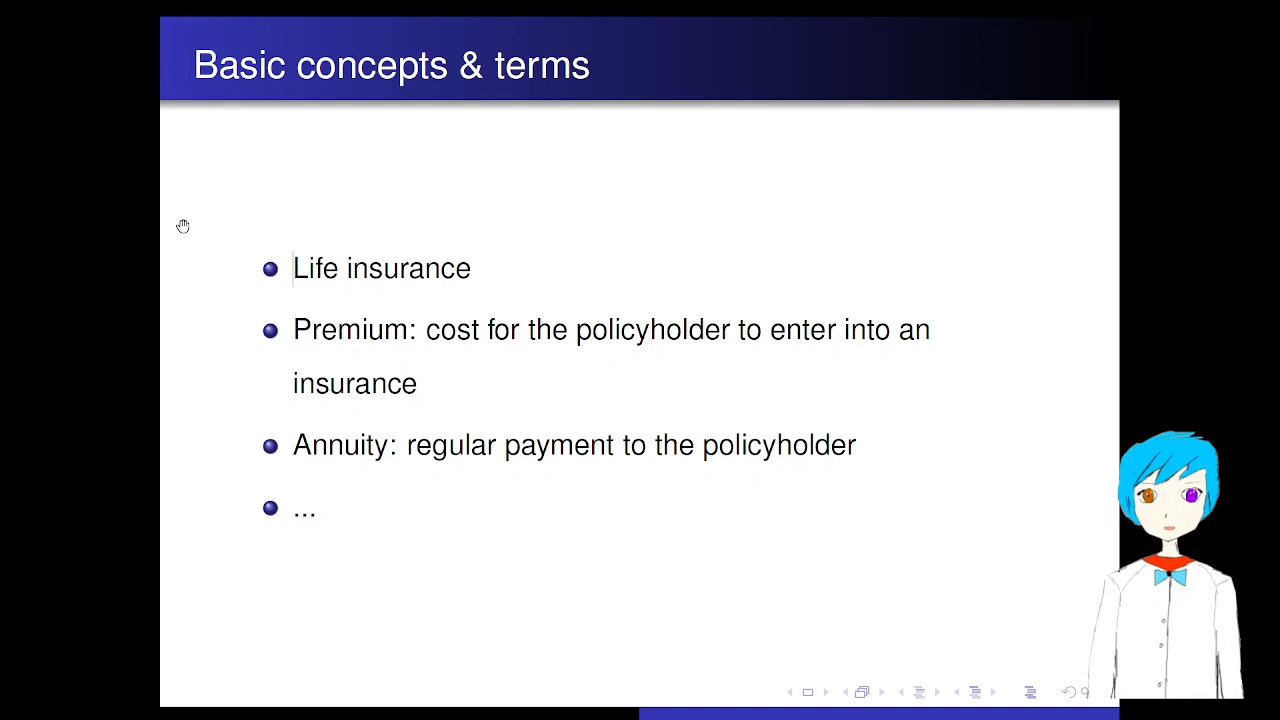 Basic concepts & terms
Life insurance
Premium: cost for the policyholder to enter into an
insurance
Annuity: regular payment to the policyholder
...